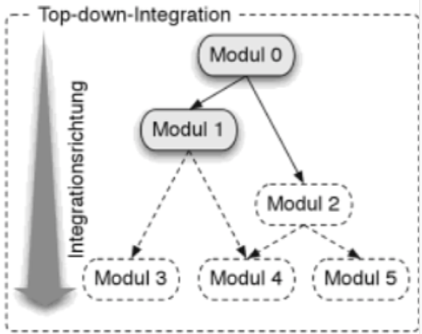 Top-down-Integration
Modul 0
Integrationsrichtung
Modul 1
Modul 2
Modul 3
Modul 4
Modul 5